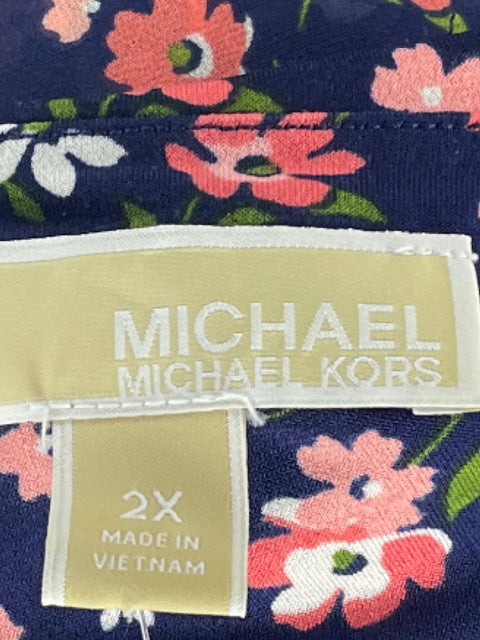 MICHAEL
MICHAEL KORS
2X
MADE IN
VIETNAM